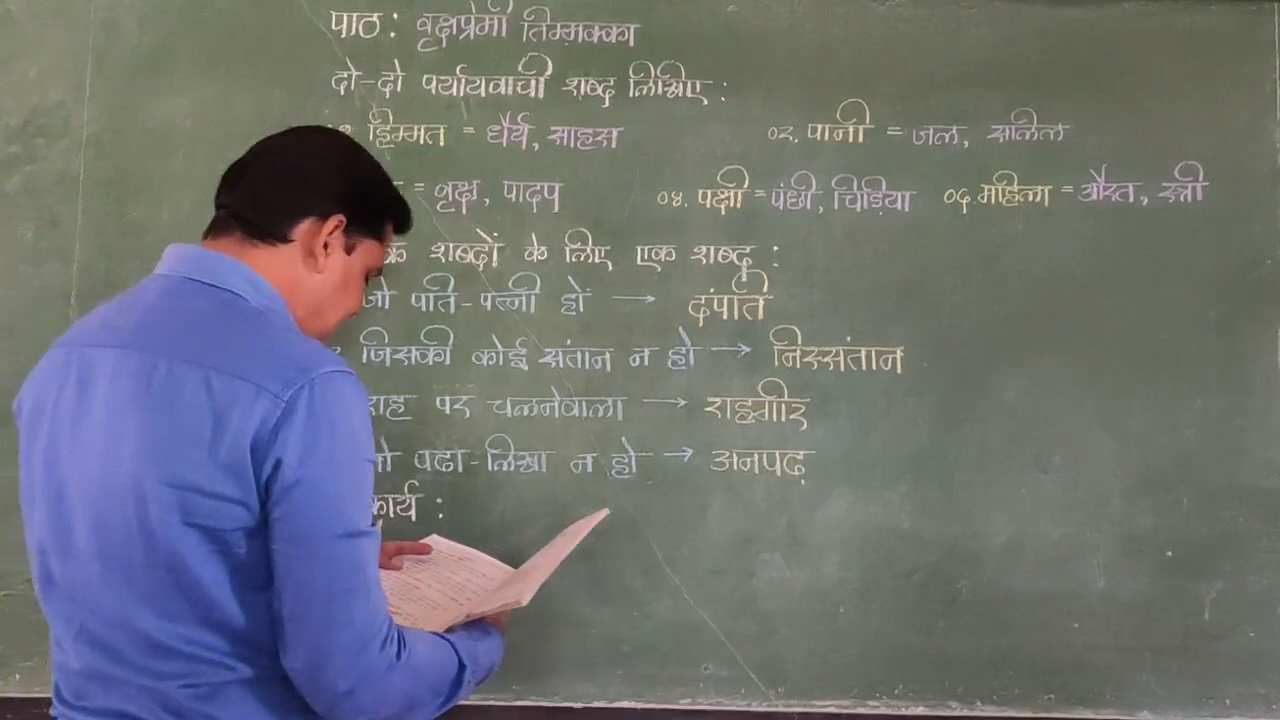 पाठ : वृक्षप्रेमी तिम्मक्का
दो-दो पर्यायवाची शब्द लिखिए :
हिम्मत = धैर्य, साहस ०२. पानी = जल, सलिल
= वृक्ष, पादप ०४. पक्षी = पंछी, चिड़िया ०५. महिला = औरत, स्त्री
शब्दों के लिए एक शब्द :
जो पति-पत्नी हों → दंपति
जिसकी कोई संतान न हो → निस्संतान
राह पर चलनेवाला → राहगीर
पढा-लिखा न हो → अनपढ़
कार्य :